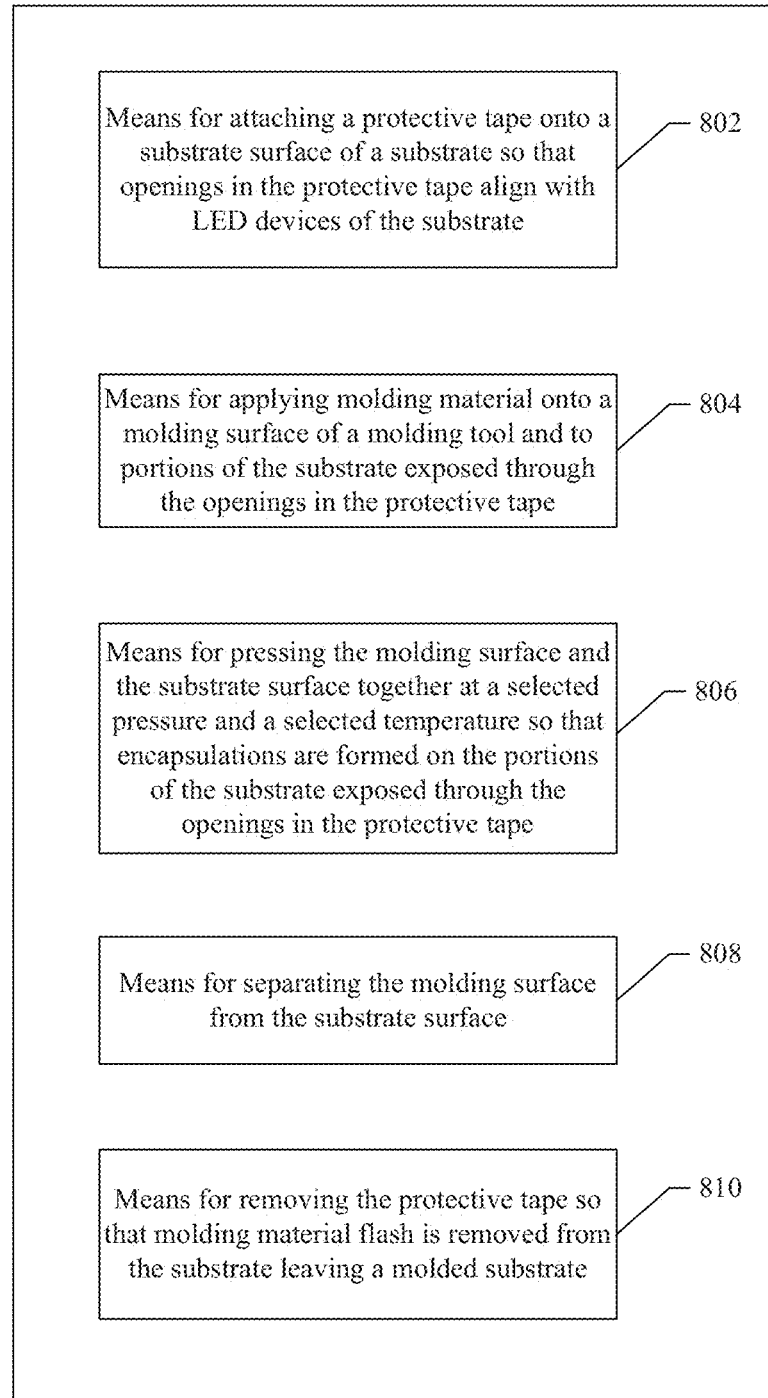 Means for attaching a protective tape onto a
substrate surface of a substrate so that
openings in the protective tape align with
LED devices of the substrate
802
Means for applying molding material onto a
molding surface of a molding tool and to
portions of the substrate exposed through
the openings in the protective tape
804
Means for pressing the molding surface and
the substrate surface together at a selected
pressure and a selected temperature so that
encapsulations are formed on the portions
of the substrate exposed through the
openings in the protective tape
806
Means for separating the molding surface
from the substrate surface
808
Means for removing the protective tape so
that molding material flash is removed from
the substrate leaving a molded substrate
810